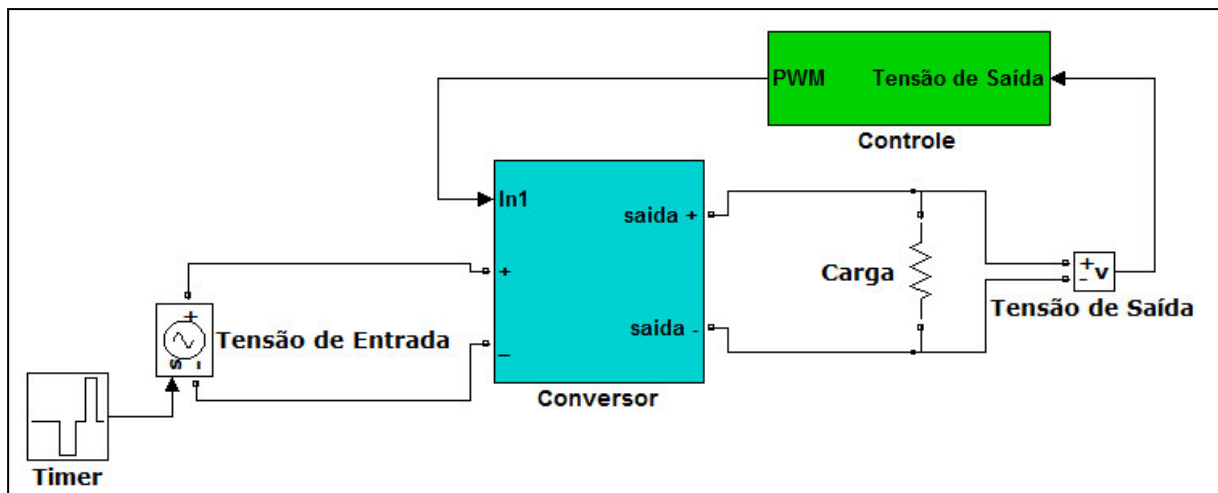 PWM
Tensão de Saída
Controle
In1
saida +
+
Carga
+
-
v
Tensão de Saída
saida -
-
Conversor
+
s
-
Tensão de Entrada
Timer